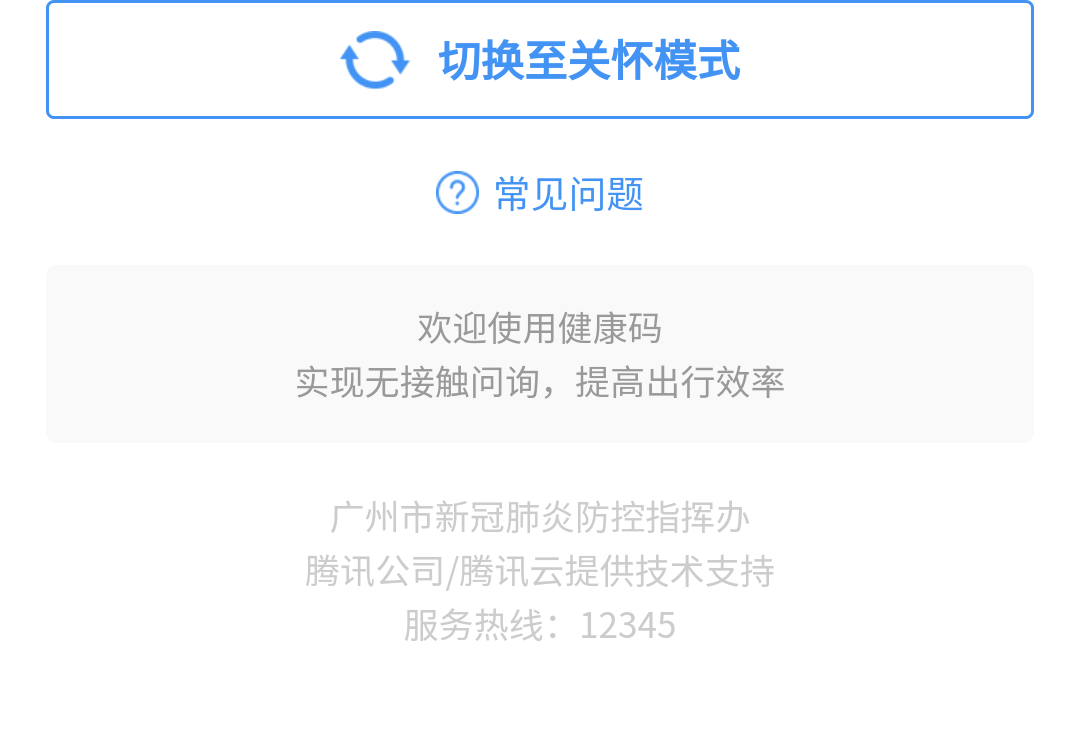 切换至关怀模式
常见问题
欢迎使用健康码
实现无接触问询，提高出行效率
广州市新冠肺炎防控指挥办
腾讯公司/腾讯云提供技术支持
服务热线：12345